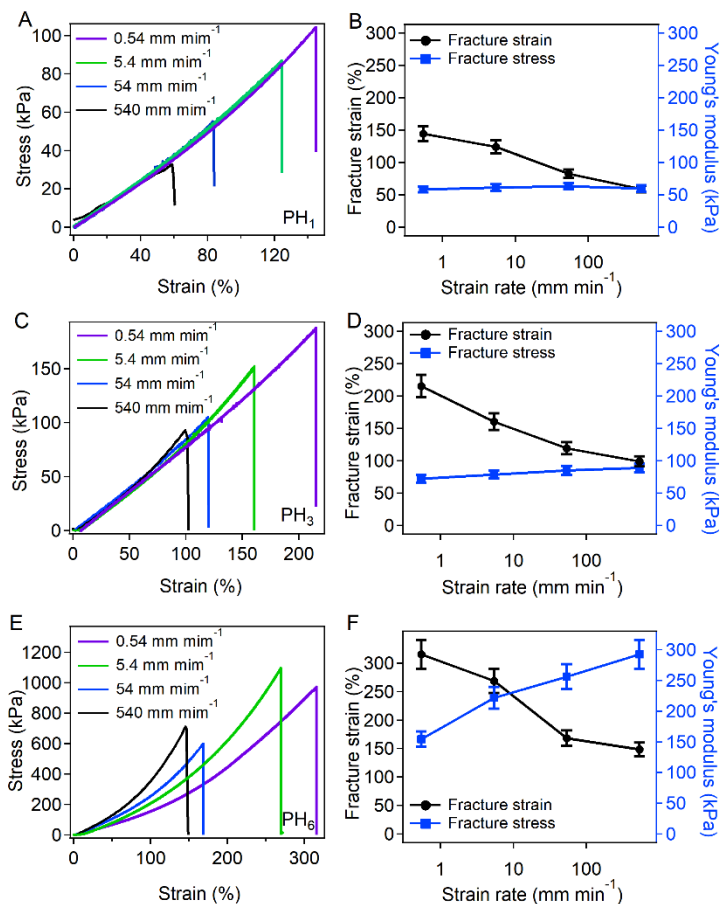 A
100
80
60
40
20
0
Stress (kPa)
0.54 mm mim⁻¹
5.4 mm mim⁻¹
54 mm mim⁻¹
540 mm mim⁻¹
PH₁
0
40
80
120
Strain (%)
B
300
250
200
150
100
50
0
Fracture strain (%)
Fracture strain
Fracture stress
300
250
200
150
100
50
0
Young's modulus (kPa)
1
10
100
Strain rate (mm min⁻¹)
C
150
100
50
0
Stress (kPa)
0.54 mm mim⁻¹
5.4 mm mim⁻¹
54 mm mim⁻¹
540 mm mim⁻¹
PH₃
0
50
100
150
200
Strain (%)
D
300
250
200
150
100
50
0
Fracture strain (%)
Fracture strain
Fracture stress
300
250
200
150
100
50
0
Young's modulus (kPa)
1
10
100
Strain rate (mm min⁻¹)
E
1200
1000
800
600
400
200
0
Stress (kPa)
0.54 mm mim⁻¹
5.4 mm mim⁻¹
54 mm mim⁻¹
540 mm mim⁻¹
PH₆
0
100
200
300
Strain (%)
F
300
250
200
150
100
50
0
Fracture strain (%)
Fracture strain
Fracture stress
300
250
200
150
100
50
0
Young's modulus (kPa)
1
10
100
Strain rate (mm min⁻¹)